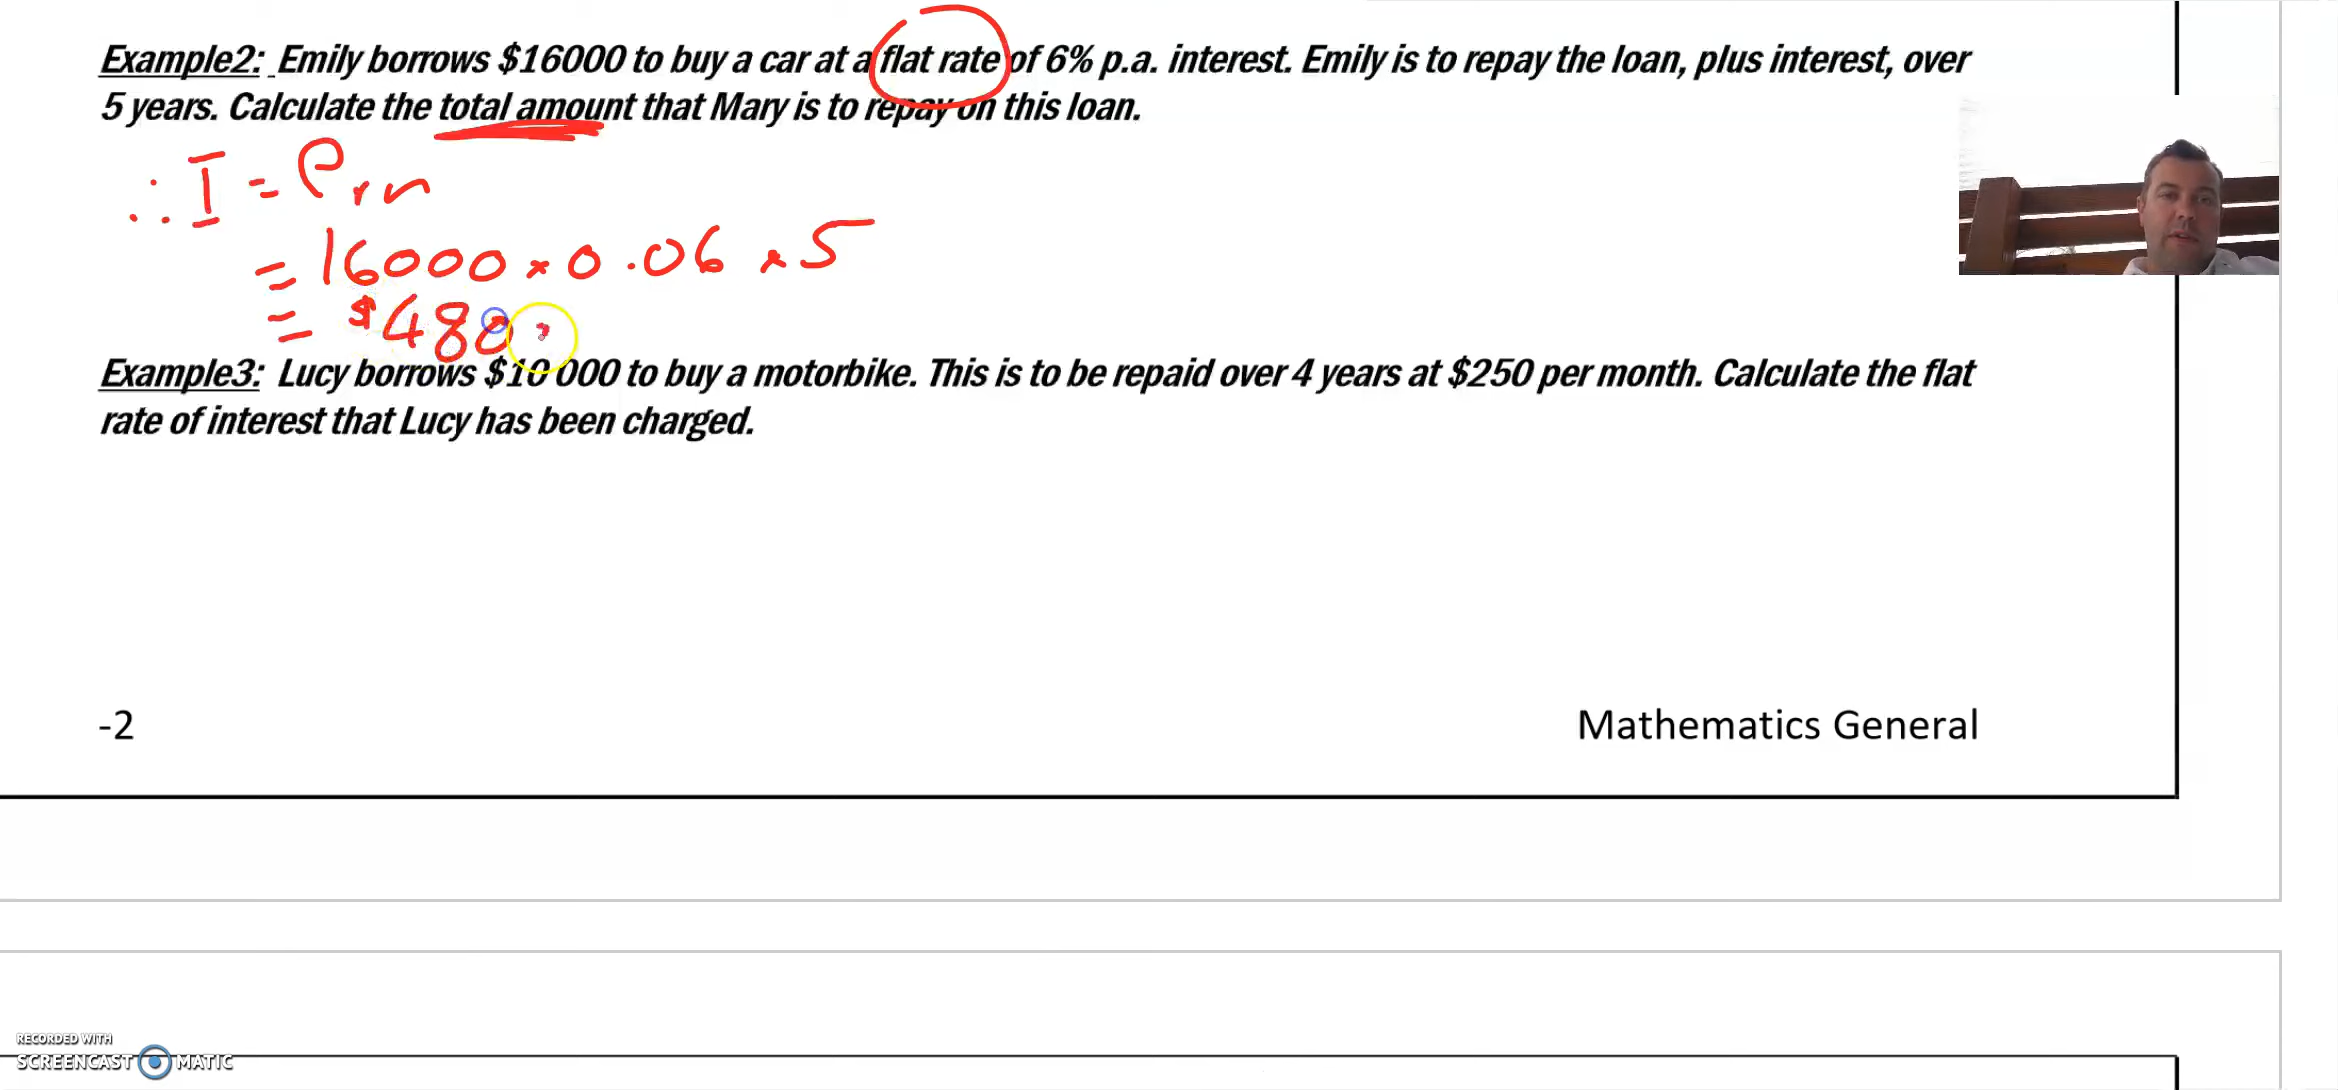 Example2: Emily borrows $16000 to buy a car at a flat rate of 6% p.a. interest. Emily is to repay the loan, plus interest, over
5 years. Calculate the total amount that Mary is to repay on this loan.
∴ I = Prn
= 16000 × 0.06 × 5
= $480
Example3: Lucy borrows $10 000 to buy a motorbike. This is to be repaid over 4 years at $250 per month. Calculate the flat
rate of interest that Lucy has been charged.
-2 Mathematics General
RECORDED WITH
SCREENCAST MATIC